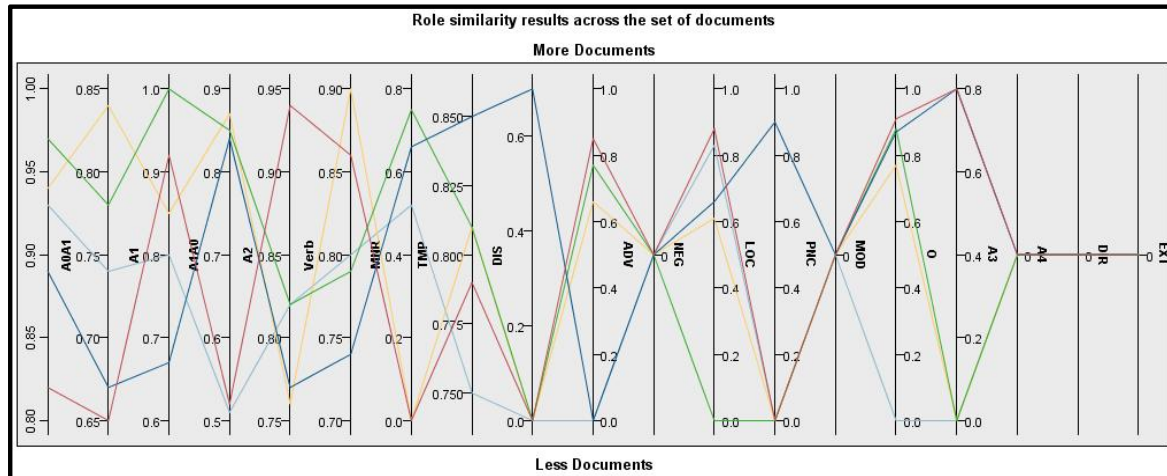 Role similarity results across the set of documents
More Documents
1.00 0.85 1.0 0.9 0.95 0.90 0.8 1.0 1.0 1.0 1.0 0.8
0.850
0.6
0.8 0.8 0.8 0.8
0.95 0.80 0.9 0.8 0.90 0.85 0.6 0.6
0.825
0.6 0.6 0.6 0.6
0.4
A0A1 A1 A1A0 A2 Verb MNR TMP DIS ADV NEG LOC PNC MOD O A3 A4 DIR EXT
0.90 0.75 0.8 0.7 0.85 0.80 0.4 0.800 0 0 0.4 0 0 0
0.4 0.4 0.4 0.4
0.775 0.2
0.85 0.70 0.7 0.6 0.80 0.75 0.2 0.2
0.2 0.2 0.2 0.2
0.750
0.80 0.65 0.6 0.5 0.75 0.70 0.0 0.0 0.0 0.0 0.0 0.0 0.0
Less Documents